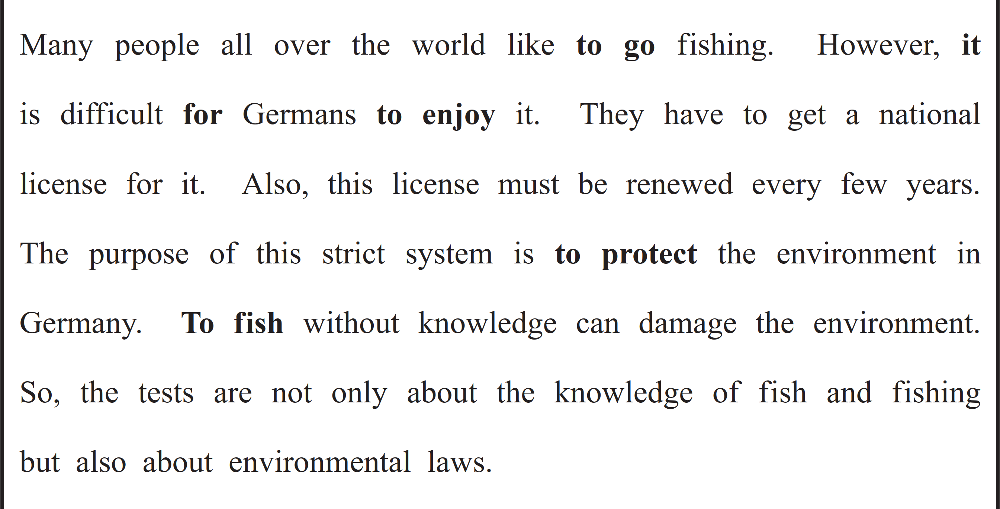 Many people all over the world like to go fishing. However, it
is difficult for Germans to enjoy it. They have to get a national
license for it. Also, this license must be renewed every few years.
The purpose of this strict system is to protect the environment in
Germany. To fish without knowledge can damage the environment.
So, the tests are not only about the knowledge of fish and fishing
but also about environmental laws.